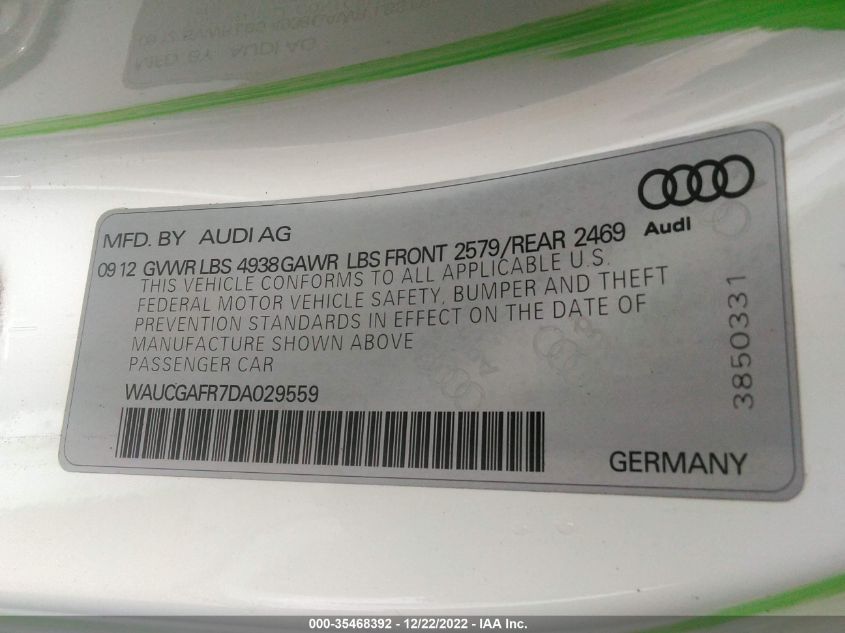 MFD. BY AUDI AG
Audi
09 12 GVWR LBS 4938 GAWR LBS FRONT 2579/REAR 2469
THIS VEHICLE CONFORMS TO ALL APPLICABLE U.S.
FEDERAL MOTOR VEHICLE SAFETY, BUMPER AND THEFT
PREVENTION STANDARDS IN EFFECT ON THE DATE OF
MANUFACTURE SHOWN ABOVE
PASSENGER CAR
WAUCGAFR7DA029559
3850331
GERMANY
000-35468392 - 12/22/2022 - IAA Inc.